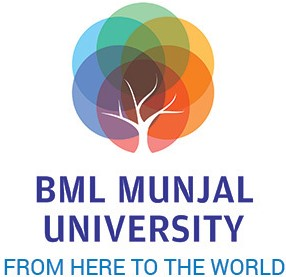 BML MUNJAL
UNIVERSITY
FROM HERE TO THE WORLD